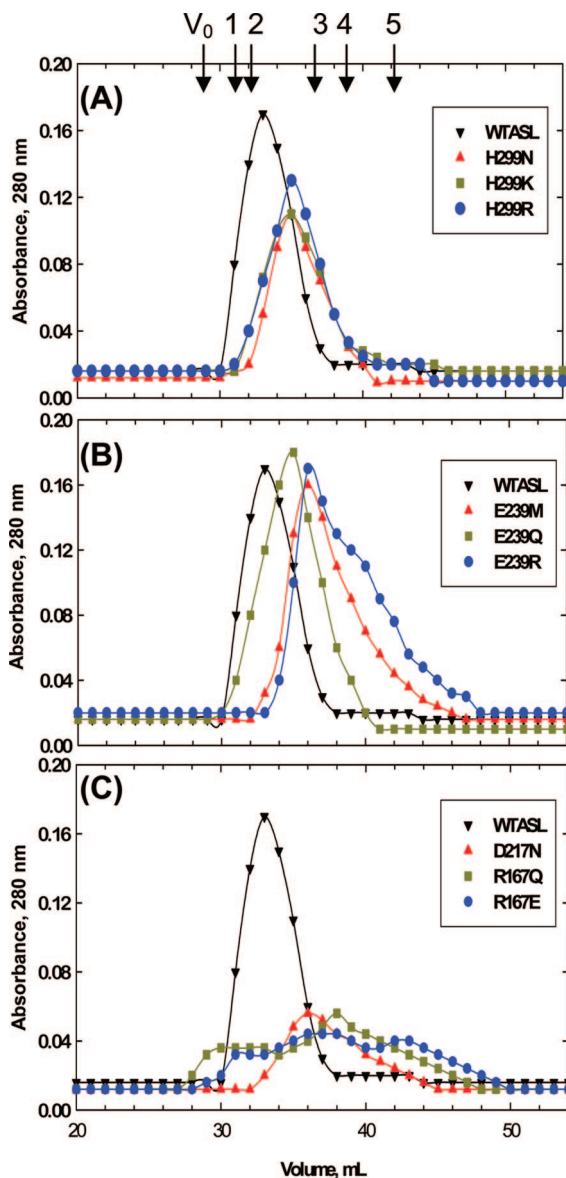 V0 1 2 3 4 5
(A)
0.20
0.16
0.12
0.08
0.04
0.00
Absorbance, 280 nm
WTASL
H299N
H299K
H299R
(B)
0.20
0.16
0.12
0.08
0.04
0.00
Absorbance, 280 nm
WTASL
E239M
E239Q
E239R
(C)
0.20
0.16
0.12
0.08
0.04
0.00
Absorbance, 280 nm
WTASL
D217N
R167Q
R167E
20 30 40 50
Volume, mL